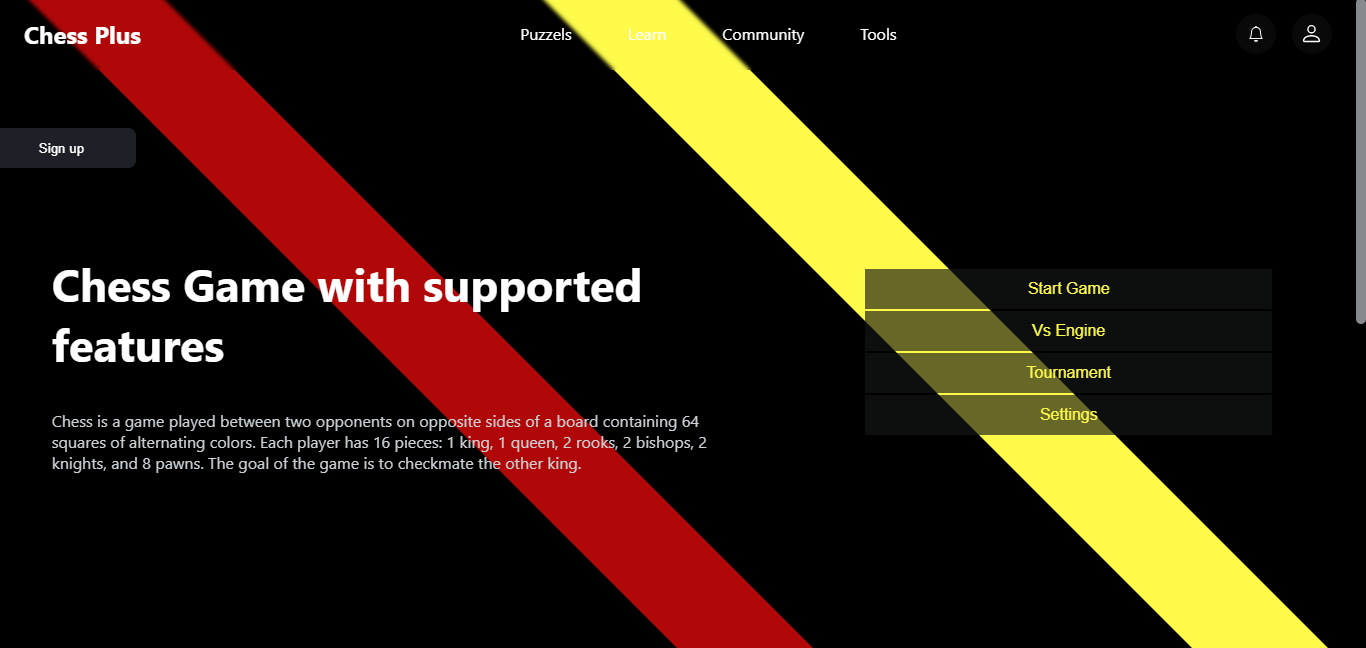 Chess Plus
Puzzels
Learn
Community
Tools
Sign up
Chess Game with supported
features
Chess is a game played between two opponents on opposite sides of a board containing 64
squares of alternating colors. Each player has 16 pieces: 1 king, 1 queen, 2 rooks, 2 bishops, 2
knights, and 8 pawns. The goal of the game is to checkmate the other king.
Start Game
Vs Engine
Tournament
Settings